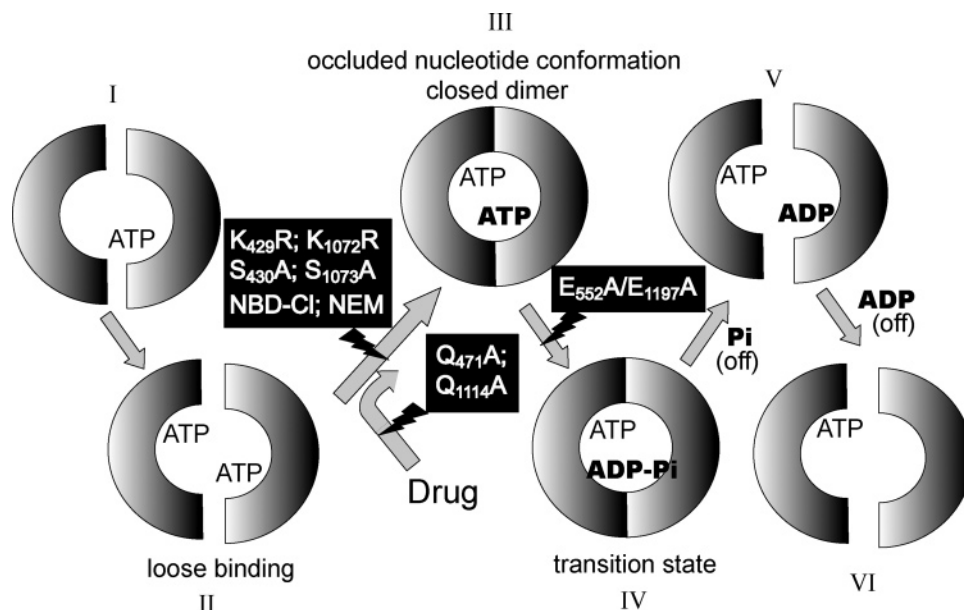 I
ATP
ATP
ATP
loose binding
II
K429R; K1072R
S430A; S1073A
NBD-Cl; NEM
Q471A;
Q1114A
Drug
III
occluded nucleotide conformation
closed dimer
ATP
ATP
E552A/E1197A
ATP
ADP-Pi
transition state
IV
Pi
(off)
V
ATP
ADP
ADP
(off)
ATP
VI